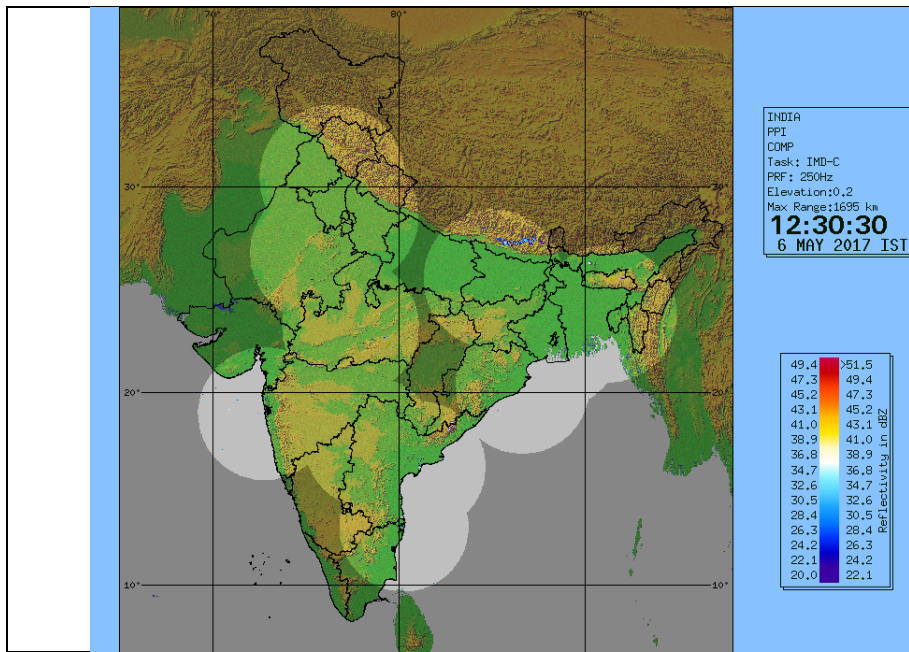 70° 80° 90°
30° 30°
20° 20°
10° 10°
INDIA
PPI
COMP
Task: IMD-C
PRF: 250Hz
Elevation:0.2
Max Range:1695 km
12:30:30
6 MAY 2017 IST
49.4 >51.5
47.3 49.4
45.2 47.3
43.1 45.2
41.0 43.1
38.9 41.0
36.8 38.9
34.7 36.8
32.6 34.7
30.5 32.6
28.4 30.5
26.3 28.4
24.2 26.3
22.1 24.2
20.0 22.1
Reflectivity in dBZ